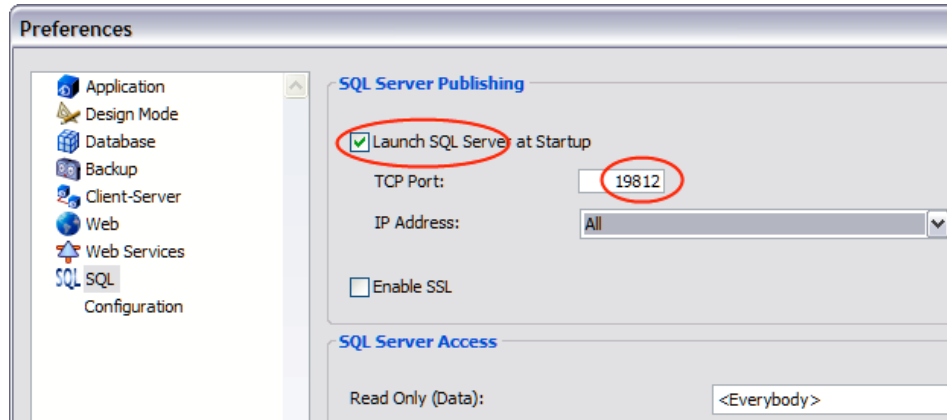 Preferences
Application
Design Mode
Database
Backup
Client-Server
Web
Web Services
SQL SQL
Configuration
SQL Server Publishing
Launch SQL Server at Startup
TCP Port: 19812
IP Address: All
Enable SSL
SQL Server Access
Read Only (Data): <Everybody>